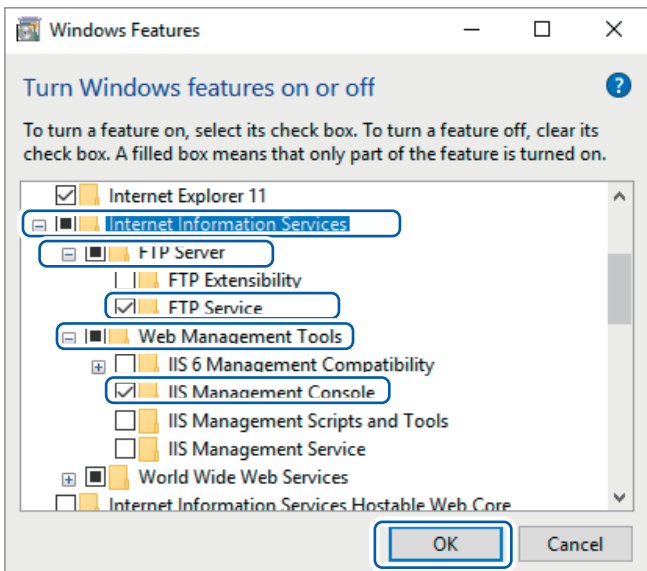 Windows Features
Turn Windows features on or off
?
To turn a feature on, select its check box. To turn a feature off, clear its
check box. A filled box means that only part of the feature is turned on.
Internet Explorer 11
Internet Information Services
FTP Server
FTP Extensibility
FTP Service
Web Management Tools
IIS 6 Management Compatibility
IIS Management Console
IIS Management Scripts and Tools
IIS Management Service
World Wide Web Services
Internet Information Services Hostable Web Core
OK Cancel